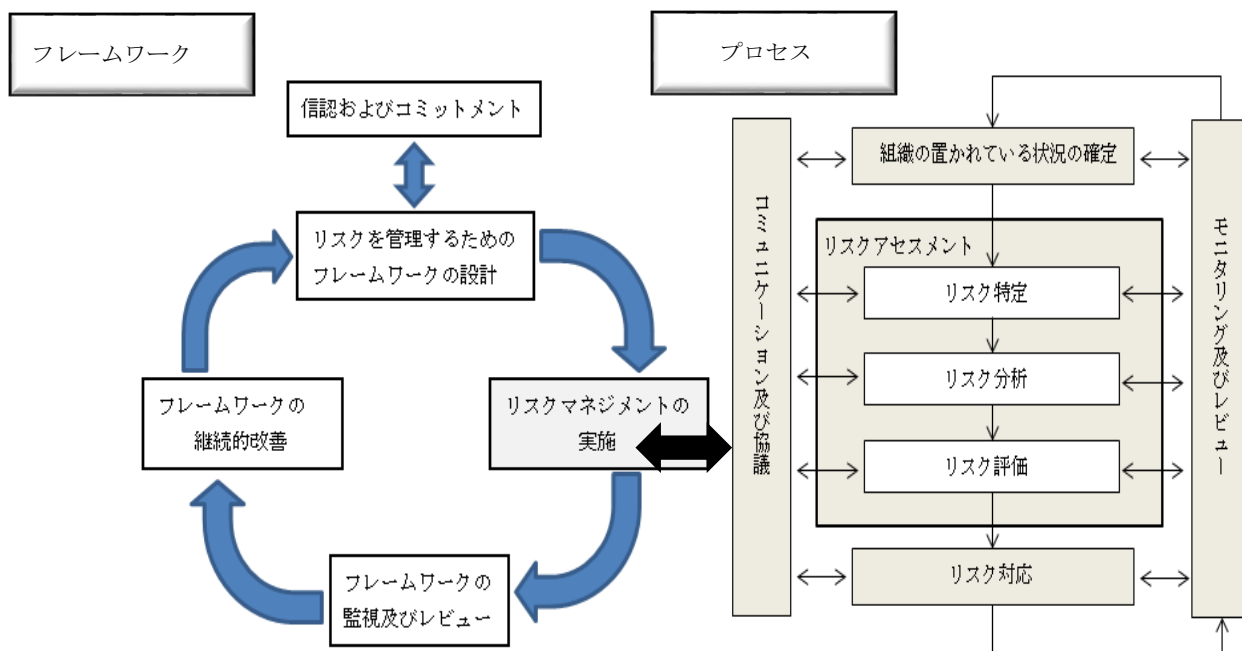 フレームワーク
信認およびコミットメント
リスクを管理するための
フレームワークの設計
リスクマネジメントの
実施
フレームワークの
監視及びレビュー
フレームワークの
継続的改善
プロセス
コミュニケーション及び協議
組織の置かれている状況の確定
リスクアセスメント
リスク特定
リスク分析
リスク評価
リスク対応
モニタリング及びレビュー